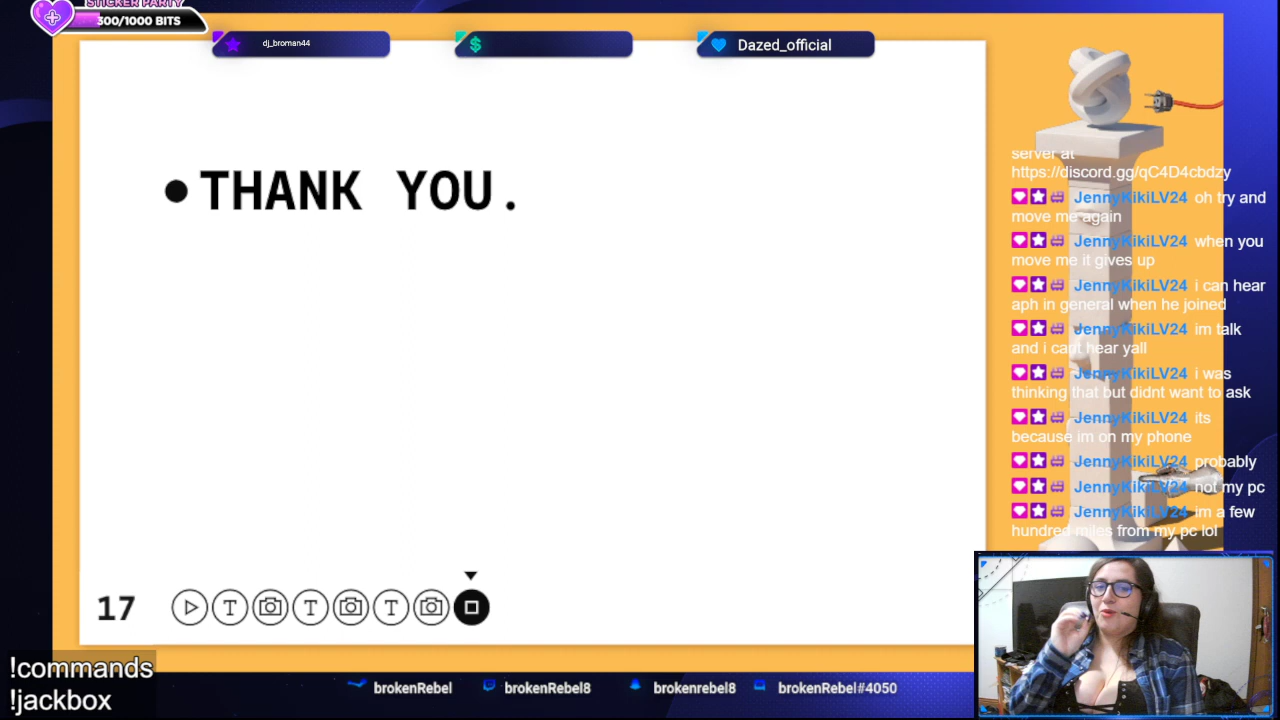 STICKER PARTY
300/1000 BITS
dj_broman44
Dazed_official
THANK YOU.
server at
https://discord.gg/qC4D4cbdzy
JennyKikiLV24 oh try and
move me again
JennyKikiLV24 when you
move me it gives up
JennyKikiLV24 i can hear
aph in general when he joined
JennyKikiLV24 im talk
and i cant hear yall
JennyKikiLV24 i was
thinking that but didnt want to ask
JennyKikiLV24 its
because im on my phone
JennyKikiLV24 probably
JennyKikiLV24 not my pc
JennyKikiLV24 im a few
hundred miles from my pc lol
17
T
T
T
!commands
!jackbox
brokenRebel
brokenRebel8
brokenrebel8
brokenRebel#4050